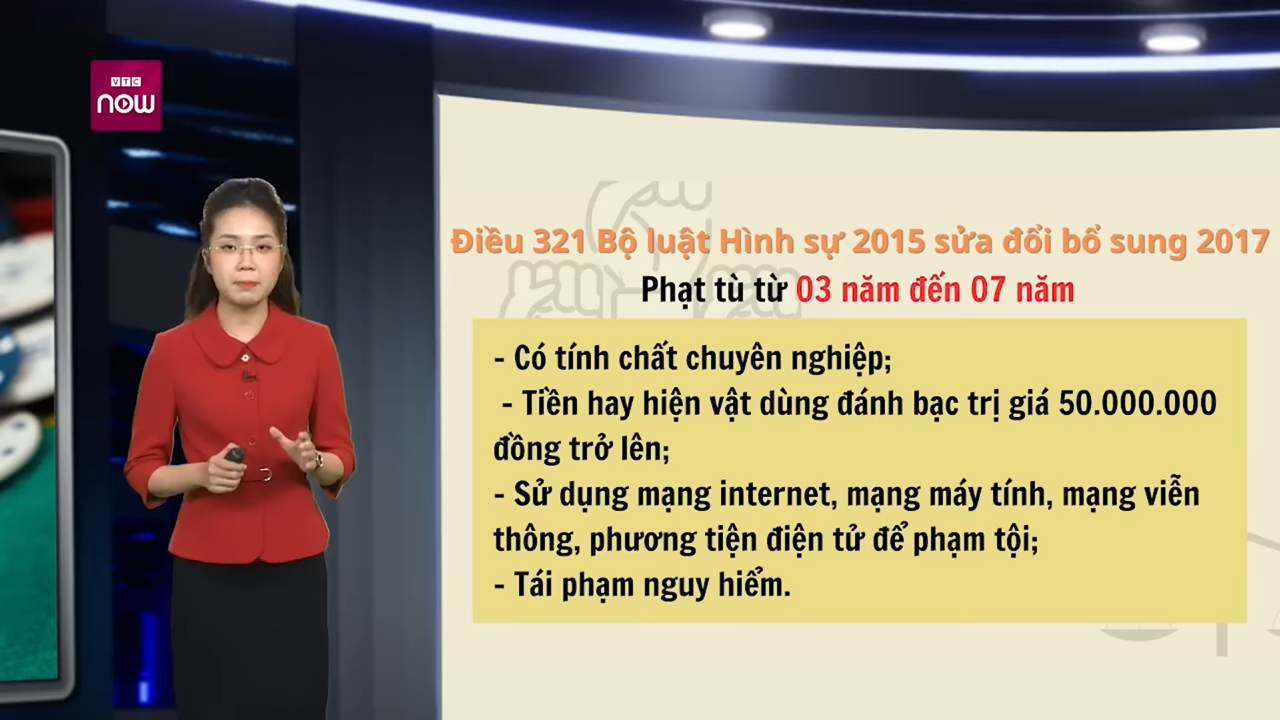 VTC
now
Điều 321 Bộ luật Hình sự 2015 sửa đổi bổ sung 2017
Phạt tù từ 03 năm đến 07 năm
- Có tính chất chuyên nghiệp;
- Tiền hay hiện vật dùng đánh bạc trị giá 50.000.000
đồng trở lên;
- Sử dụng mạng internet, mạng máy tính, mạng viễn
thông, phương tiện điện tử để phạm tội;
- Tái phạm nguy hiểm.